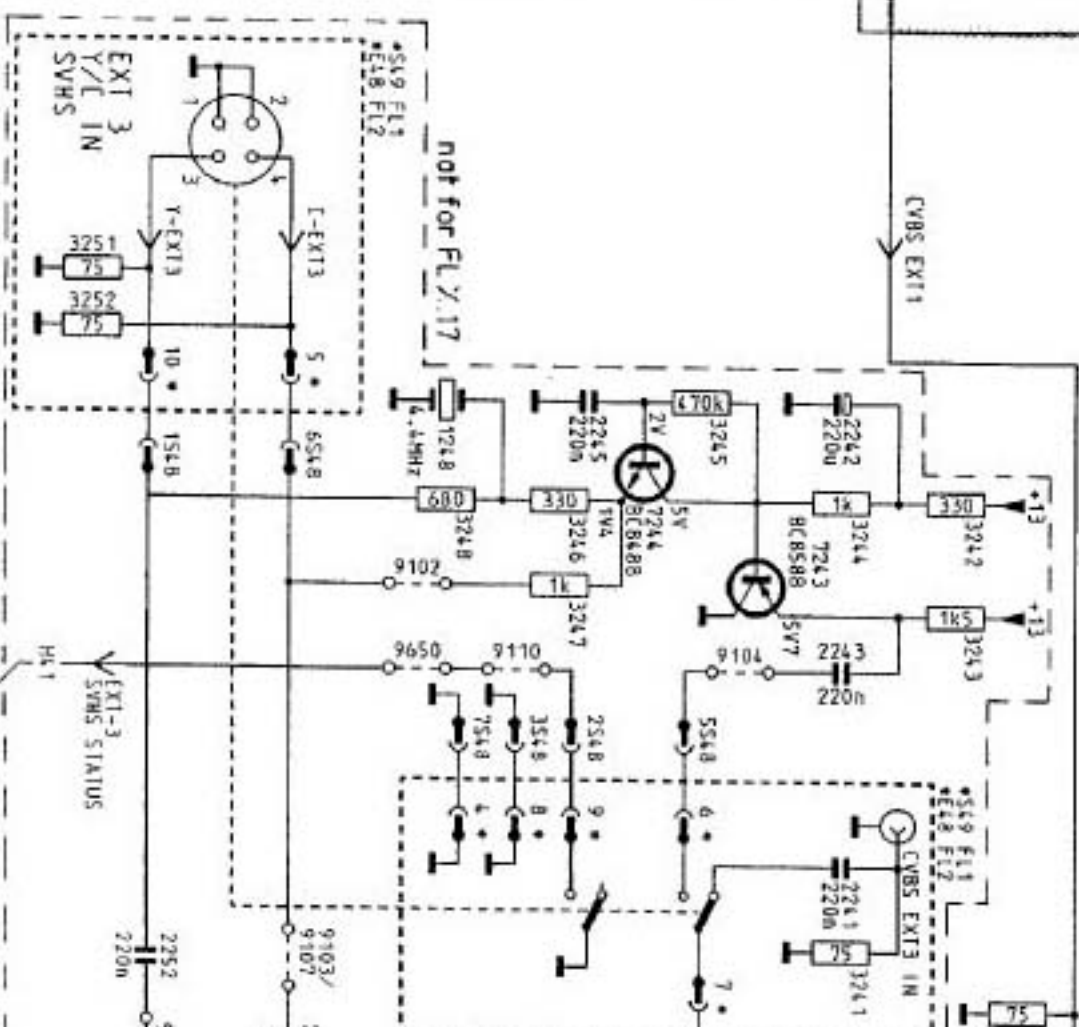 *S49 FL1
*E48 FL2
EXT 3
Y/C IN
SVHS
1
2
3
4
not for FL%.17
CVBS EXT1
Y-EXT3
C-EXT3
3251
75
3252
75
10 *
5 *
1S48
6S48
1248
4,4MHz
2245
220n
2V
470k
3245
2242
220u
+13
680
3248
330
3246
1V4
7244
BC848B
5V
1k
3244
330
3242
7243
BC858B
5V7
+13
1k5
3243
9102
1k
3247
9650
9110
9104
2243
220n
H41
EXT-3
SVHS STATUS
7S48
3S48
2S48
5S48
4 *
8 *
9 *
6 *
*S49 FL1
*E48 FL2
CVBS EXT3 IN
2241
220n
75
3241
7 *
2252
220n
9103/
9107
75